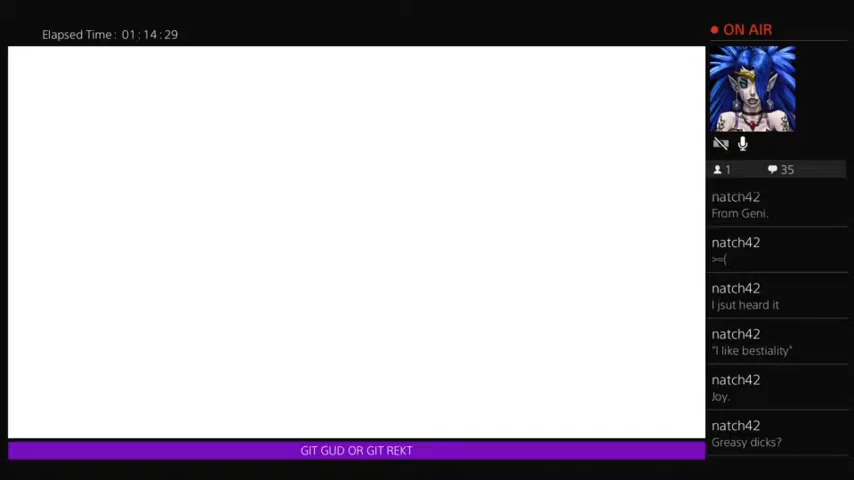 Elapsed Time: 01:14:29
ON AIR
1 35
natch42
From Geni.
natch42
>=(
natch42
I jsut heard it
natch42
"I like bestiality"
natch42
Joy.
natch42
Greasy dicks?
GIT GUD OR GIT REKT